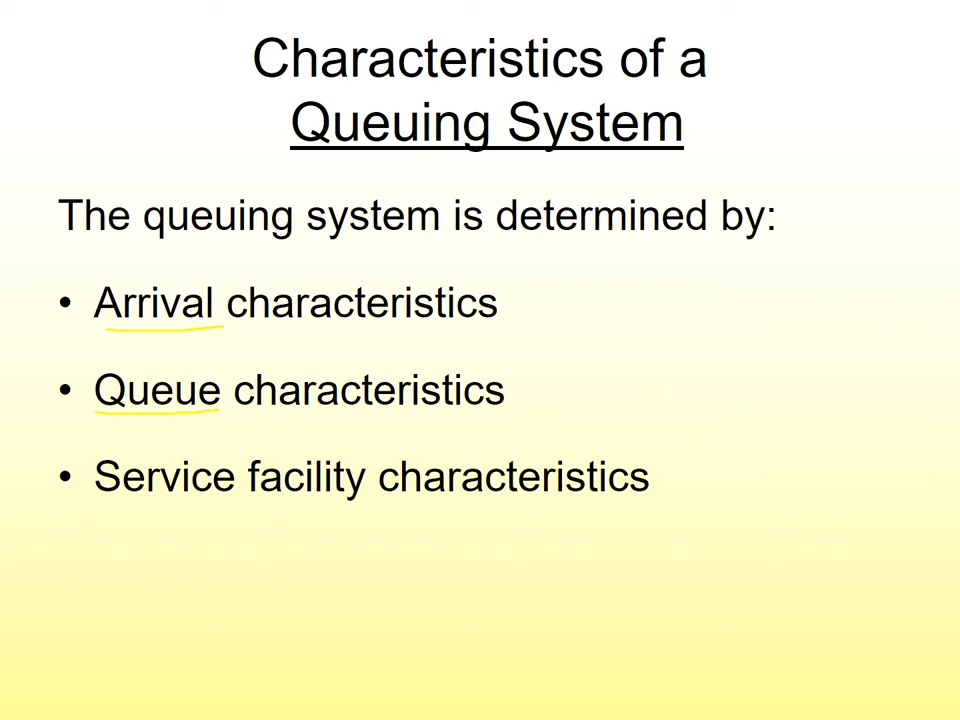 Characteristics of a
Queuing System
The queuing system is determined by:
• Arrival characteristics
• Queue characteristics
• Service facility characteristics